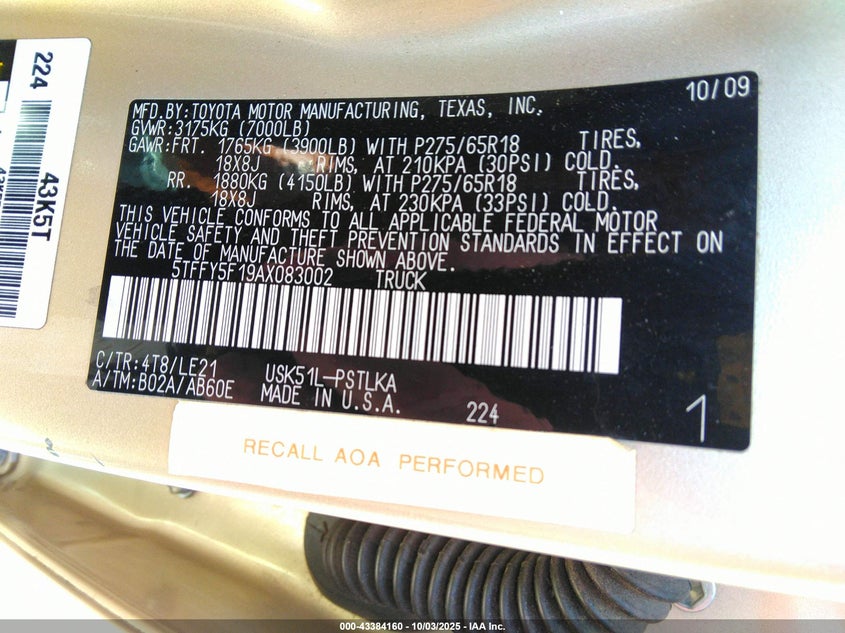 10/09
MFD.BY:TOYOTA MOTOR MANUFACTURING, TEXAS, INC.
GVWR:3175KG (7000LB)
GAWR:FRT. 1765KG (3900LB) WITH P275/65R18 TIRES,
18X8J RIMS, AT 210KPA (30PSI) COLD.
RR. 1880KG (4150LB) WITH P275/65R18 TIRES,
18X8J RIMS, AT 230KPA (33PSI) COLD.
THIS VEHICLE CONFORMS TO ALL APPLICABLE FEDERAL MOTOR
VEHICLE SAFETY AND THEFT PREVENTION STANDARDS IN EFFECT ON
THE DATE OF MANUFACTURE SHOWN ABOVE.
5TFFY5F19AX083002 TRUCK
C/TR:4T8/LE21 USK51L-PSTLKA
A/TM:B02A/AB60E MADE IN U.S.A. 224
1
RECALL AOA PERFORMED
224
43K5T
000-43384160 - 10/03/2025 - IAA Inc.